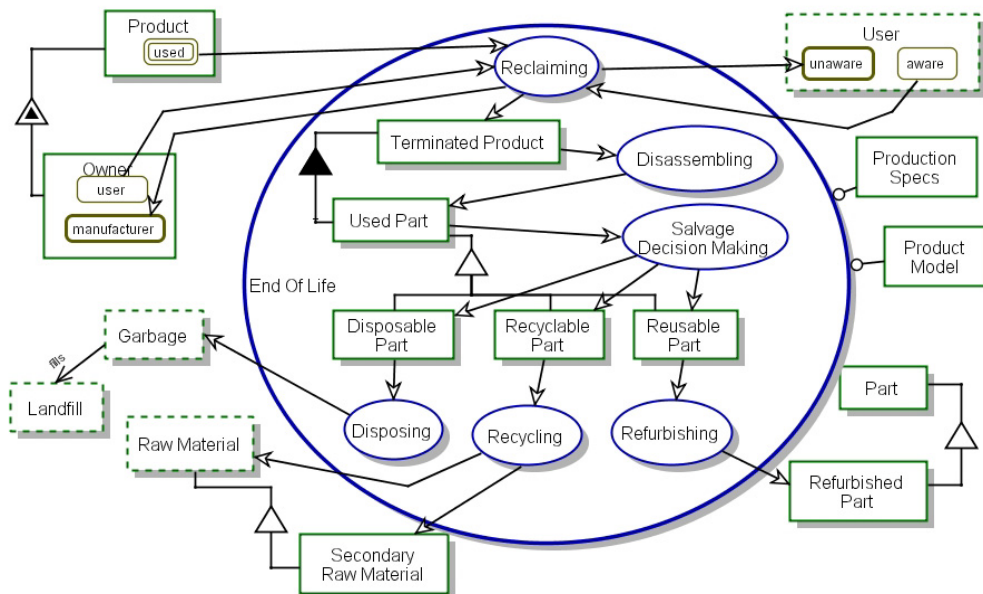 Product
used
Reclaiming
User
unaware
aware
Terminated Product
Disassembling
Production
Specs
Owner
user
manufacturer
Used Part
Salvage
Decision Making
Product
Model
End Of Life
Disposable
Part
Recyclable
Part
Reusable
Part
Garbage
fills
Landfill
Disposing
Recycling
Refurbishing
Part
Raw Material
Refurbished
Part
Secondary
Raw Material